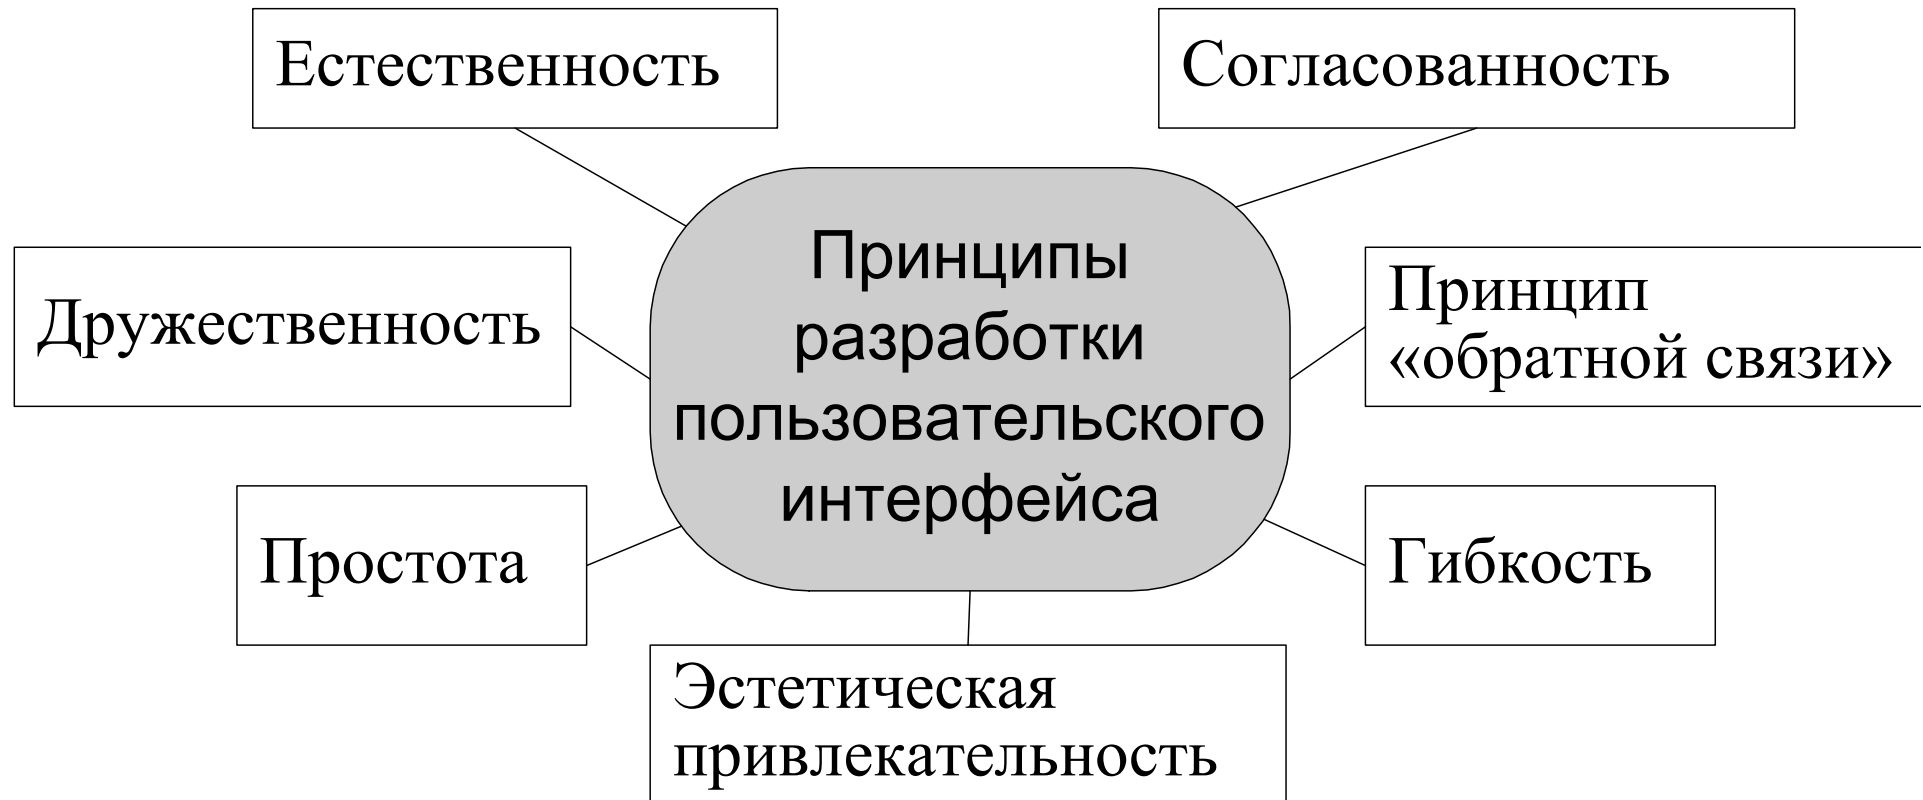 Естественность
Согласованность
Принципы
разработки
пользовательского
интерфейса
Дружественность
Принцип
«обратной связи»
Простота
Гибкость
Эстетическая
привлекательность